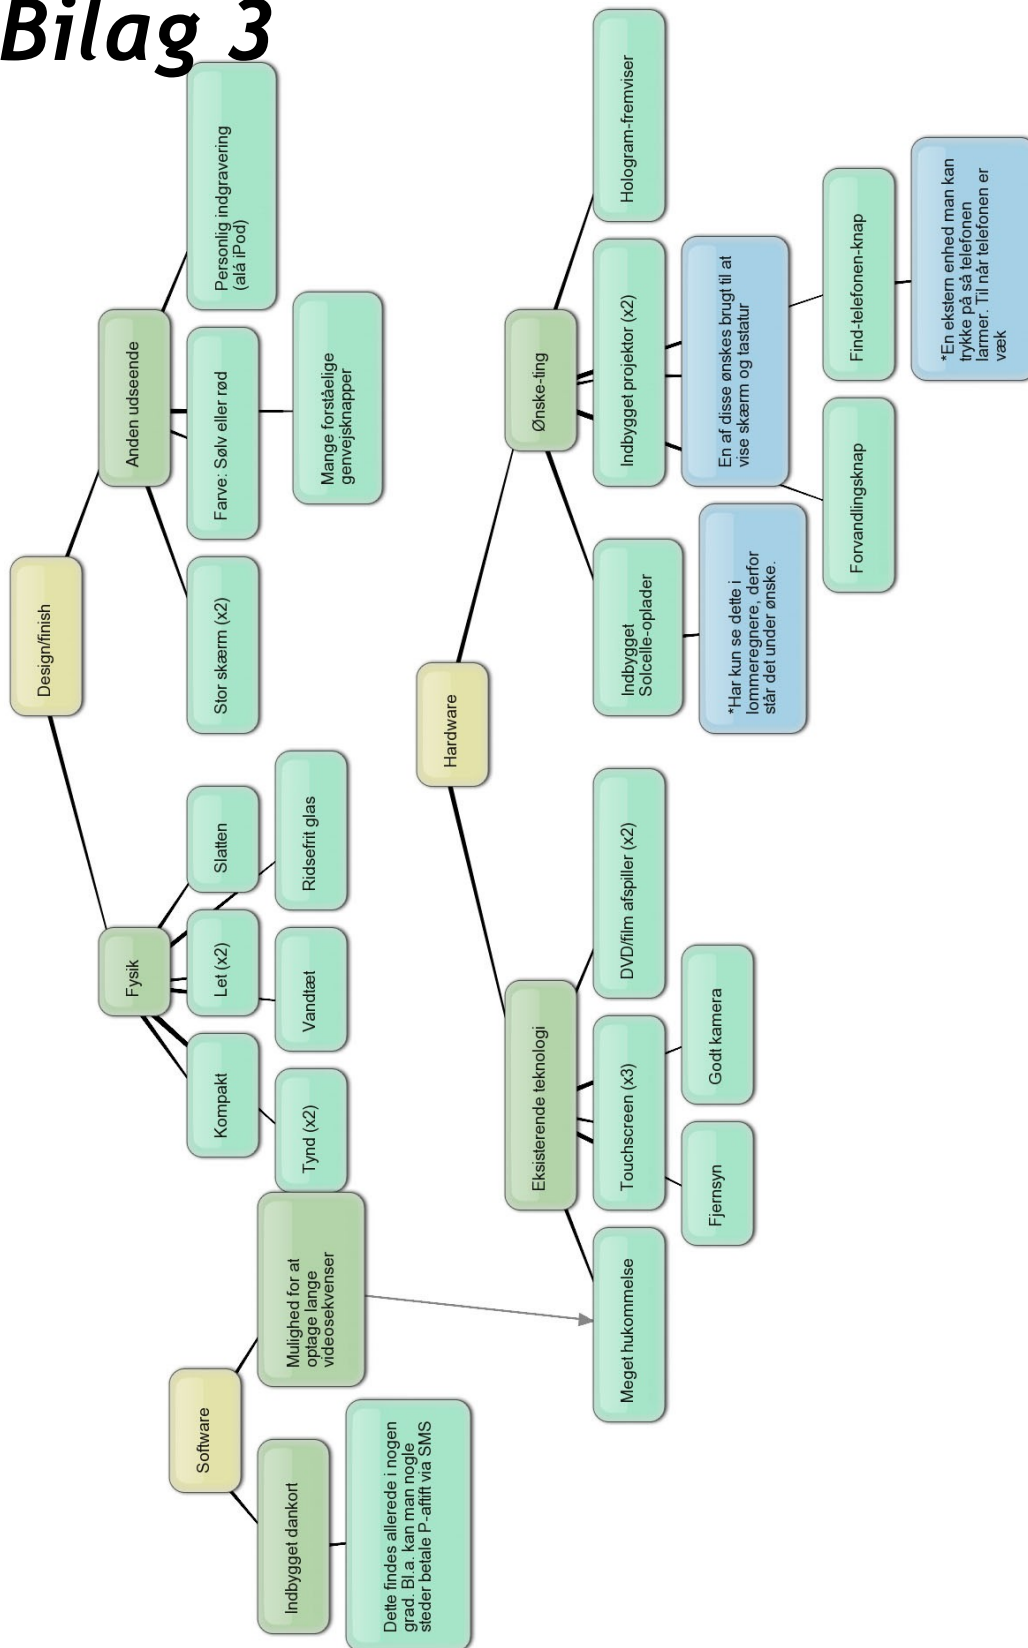 Bilag 3
Software
Indbygget dankort
Dette findes allerede i nogen
grad. Bl.a. kan man nogle
steder betale P-aftift via SMS
Mulighed for at
optage lange
videosekvenser
Design/finish
Fysik
Kompakt
Let (x2)
Slatten
Tynd (x2)
Vandtæt
Ridsefrit glas
Anden udseende
Stor skærm (x2)
Farve: Sølv eller rød
Personlig indgravering
(alá iPod)
Mange forståelige
genvejsknapper
Hardware
Eksisterende teknologi
Meget hukommelse
Touchscreen (x3)
DVD/film afspiller (x2)
Fjernsyn
Godt kamera
Ønske-ting
Indbygget
Solcelle-oplader
*Har kun se dette i
lommeregnere, derfor
står det under ønske.
Indbygget projektor (x2)
En af disse ønskes brugt til at
vise skærm og tastatur
Hologram-fremviser
Forvandlingsknap
Find-telefonen-knap
*En ekstern enhed man kan
trykke på så telefonen
larmer. Til når telefonen er
væk